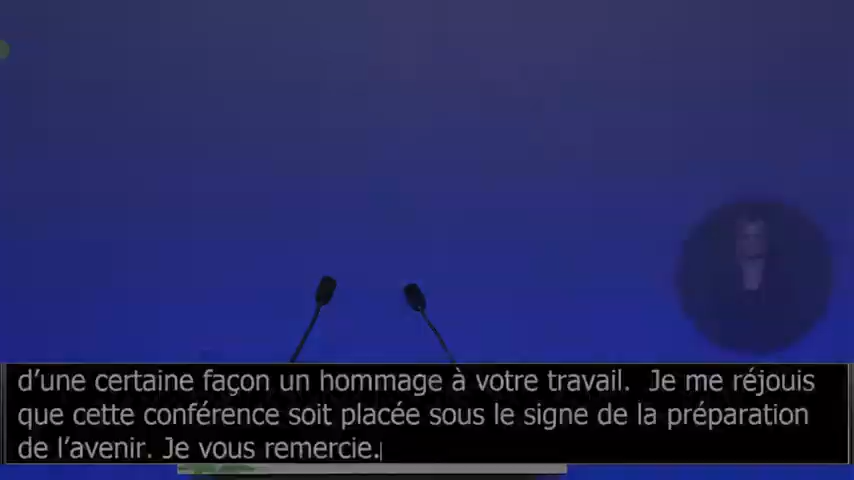 d’une certaine façon un hommage à votre travail.  Je me réjouis
que cette conférence soit placée sous le signe de la préparation
de l’avenir. Je vous remercie.